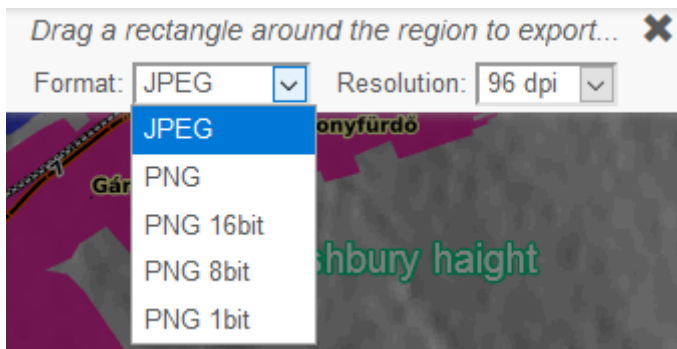 Drag a rectangle around the region to export...
Format: JPEG Resolution: 96 dpi
JPEG
onyfürdő
PNG
Gár
PNG 16bit
hbury haight
PNG 8bit
PNG 1bit